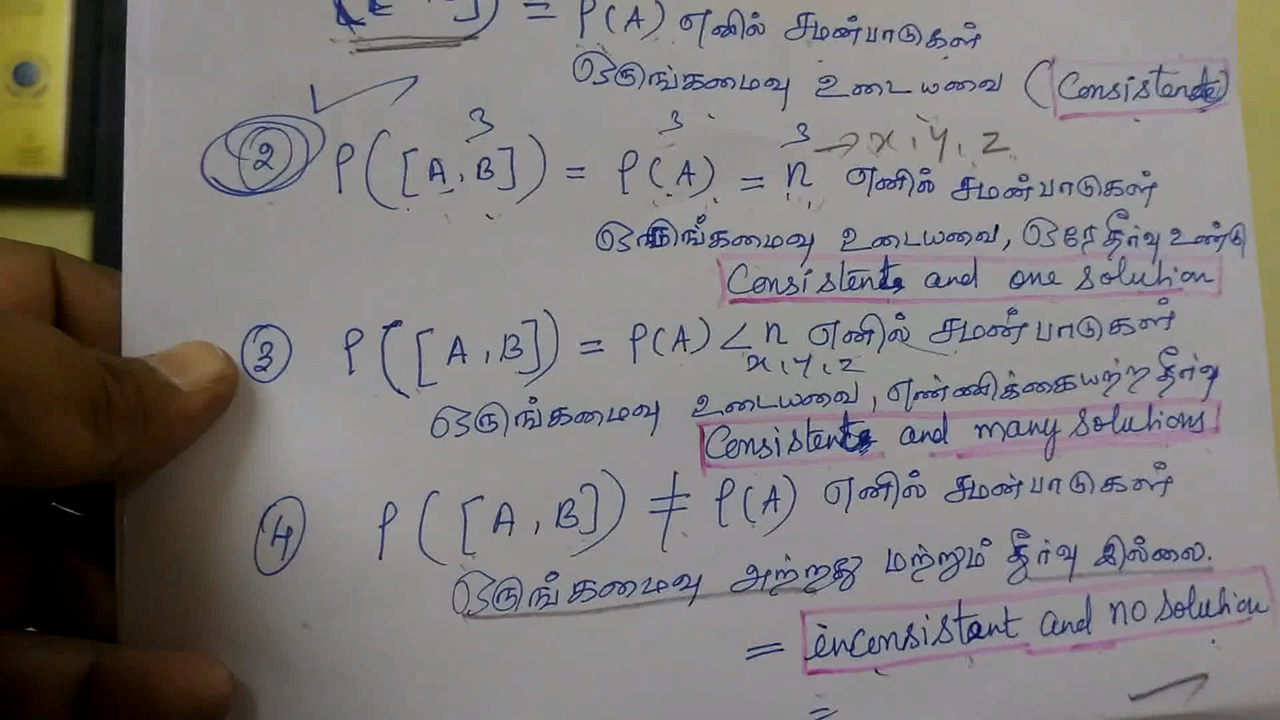 = ρ(A) எனில் சமன்பாடுகள்
ஒருங்கமைவு உடையவை (Consistent)
3 3 3 → x, y, z
② ρ([A, B]) = ρ(A) = n எனில் சமன்பாடுகள்
ஒருங்கமைவு உடையவை, ஒரே தீர்வு உண்டு
Consistent and one solution
③ ρ([A, B]) = ρ(A) < n எனில் சமன்பாடுகள்
x, y, z
ஒருங்கமைவு உடையவை, எண்ணிக்கையற்ற தீர்வு
Consistent and many solutions
④ ρ([A, B]) ≠ ρ(A) எனில் சமன்பாடுகள்
ஒருங்கமைவு அற்றது மற்றும் தீர்வு இல்லை.
= inconsistant and no solution
=